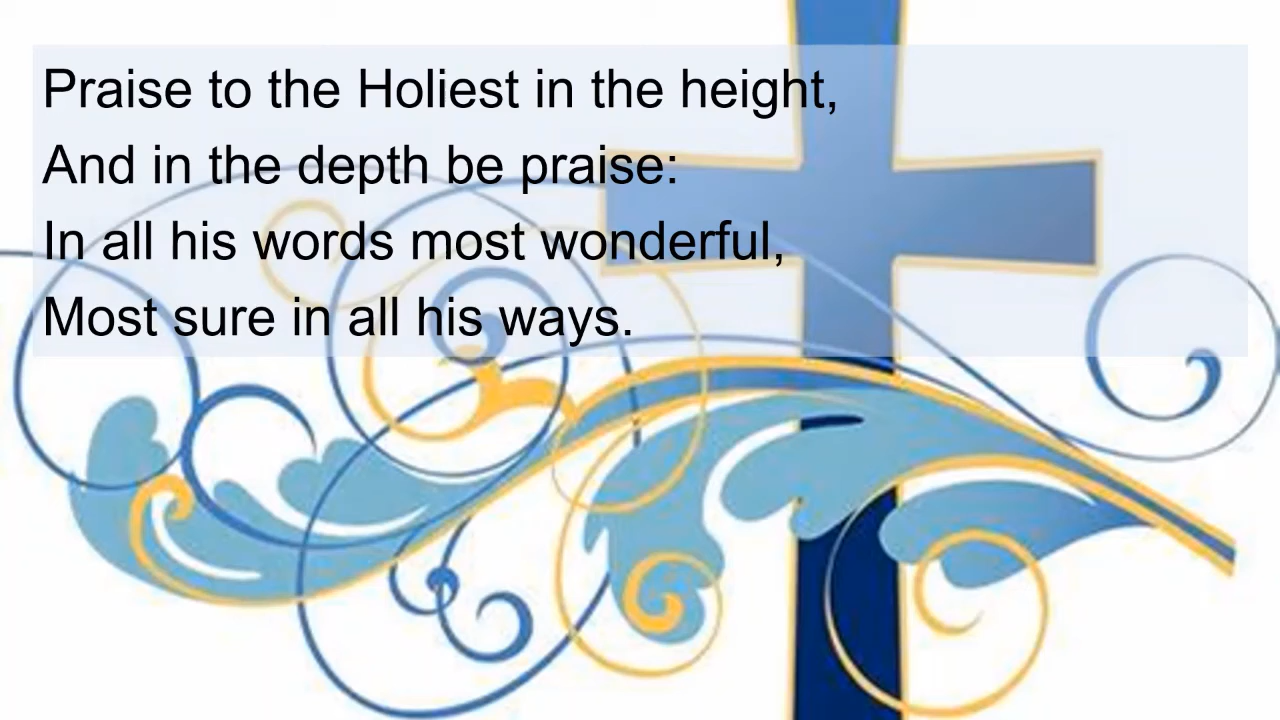 Praise to the Holiest in the height,
And in the depth be praise:
In all his words most wonderful,
Most sure in all his ways.